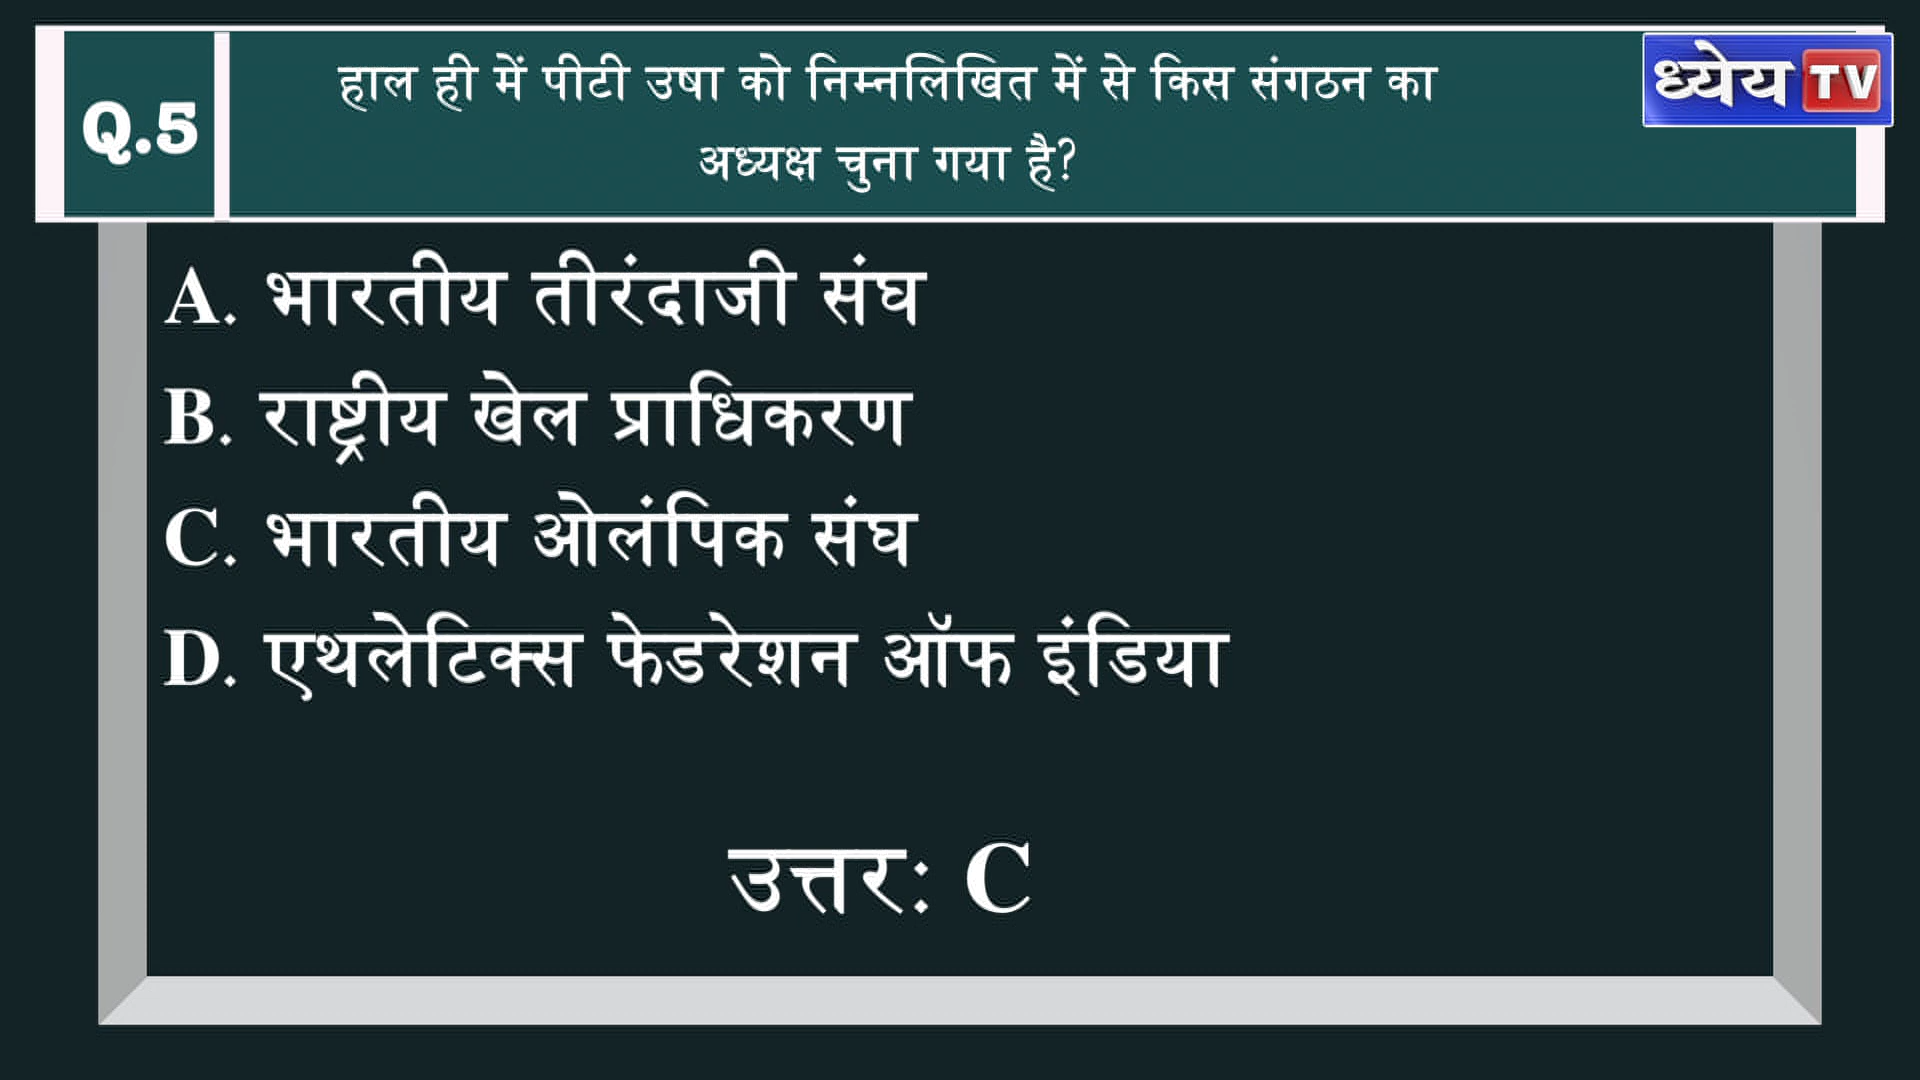 Q.5
हाल ही में पीटी उषा को निम्नलिखित में से किस संगठन का
अध्यक्ष चुना गया है?
ध्येय TV
A. भारतीय तीरंदाजी संघ
B. राष्ट्रीय खेल प्राधिकरण
C. भारतीय ओलंपिक संघ
D. एथलेटिक्स फेडरेशन ऑफ इंडिया
उत्तर: C